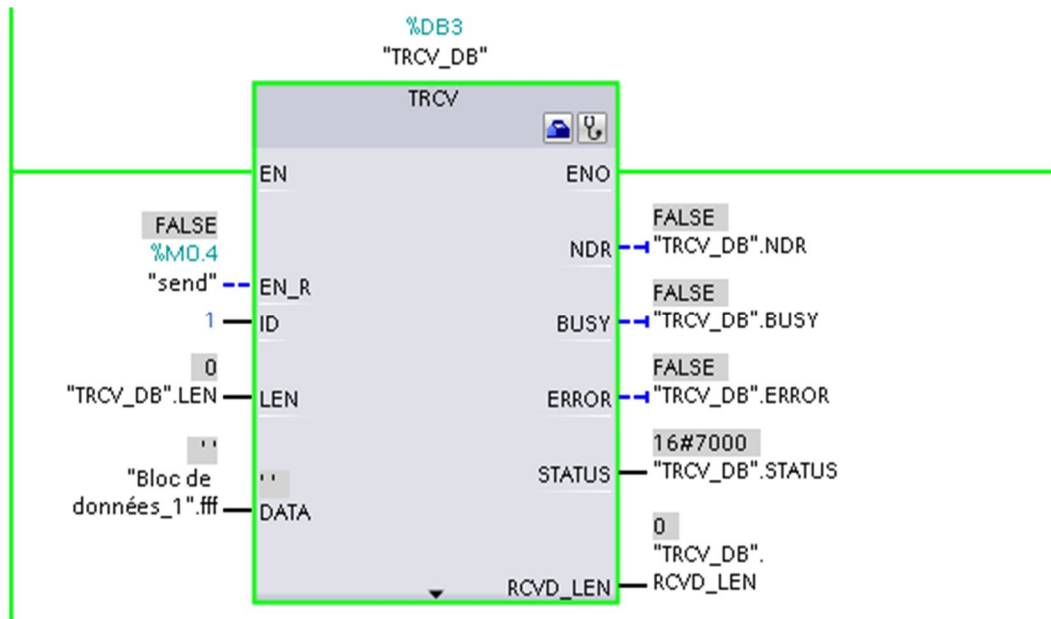 %DB3
"TRCV_DB"
TRCV
EN
ENO
FALSE
%M0.4
"send"
EN_R
1
ID
0
"TRCV_DB".LEN
LEN
' '
"Bloc de
données_1".fff
' '
DATA
FALSE
NDR
"TRCV_DB".NDR
FALSE
BUSY
"TRCV_DB".BUSY
FALSE
ERROR
"TRCV_DB".ERROR
16#7000
STATUS
"TRCV_DB".STATUS
0
"TRCV_DB".
RCVD_LEN
RCVD_LEN